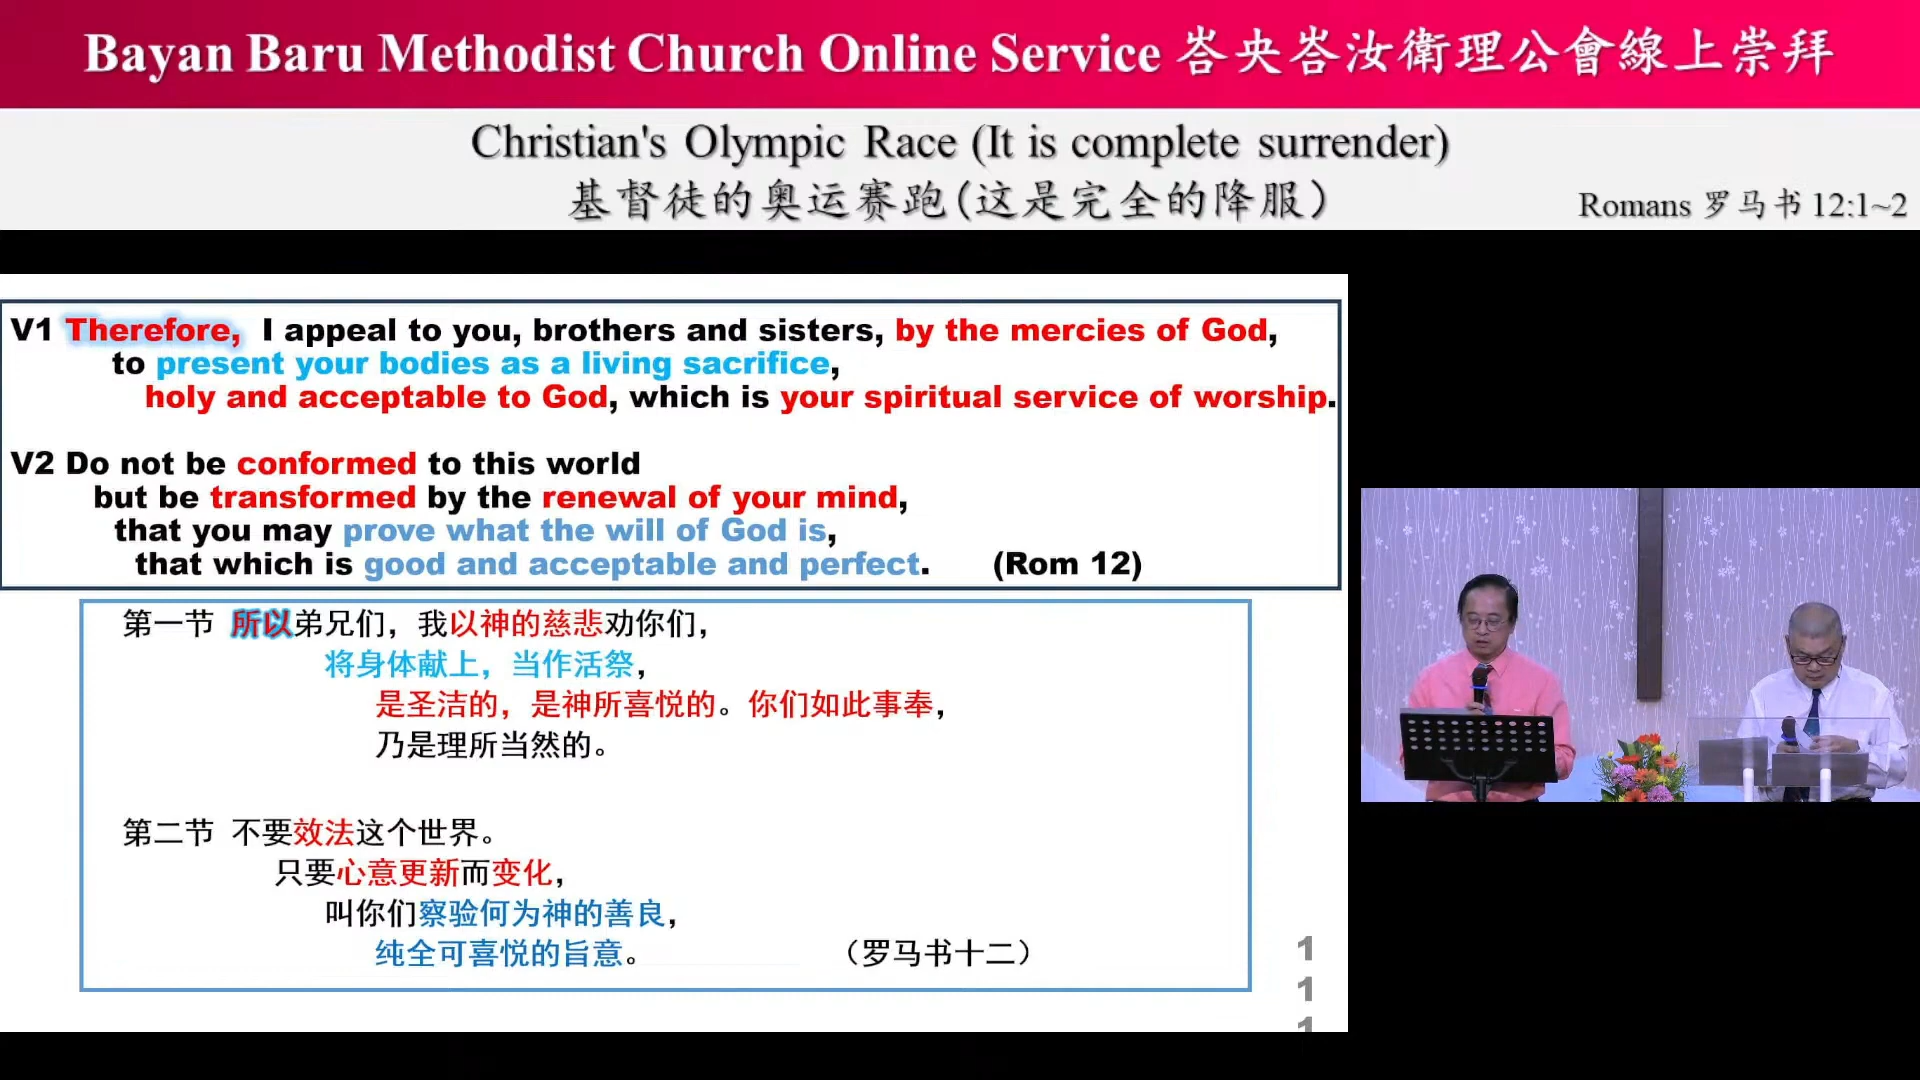 Bayan Baru Methodist Church Online Service 峇央峇汝衛理公會線上崇拜
Christian's Olympic Race (It is complete surrender)
基督徒的奥运赛跑(这是完全的降服)
Romans 罗马书 12:1~2
V1 Therefore, I appeal to you, brothers and sisters, by the mercies of God,
to present your bodies as a living sacrifice,
holy and acceptable to God, which is your spiritual service of worship.
V2 Do not be conformed to this world
but be transformed by the renewal of your mind,
that you may prove what the will of God is,
that which is good and acceptable and perfect. (Rom 12)
第一节 所以弟兄们，我以神的慈悲劝你们，
将身体献上，当作活祭，
是圣洁的，是神所喜悦的。你们如此事奉，
乃是理所当然的。
第二节 不要效法这个世界。
只要心意更新而变化，
叫你们察验何为神的善良，
纯全可喜悦的旨意。 （罗马书十二）
1
1
1